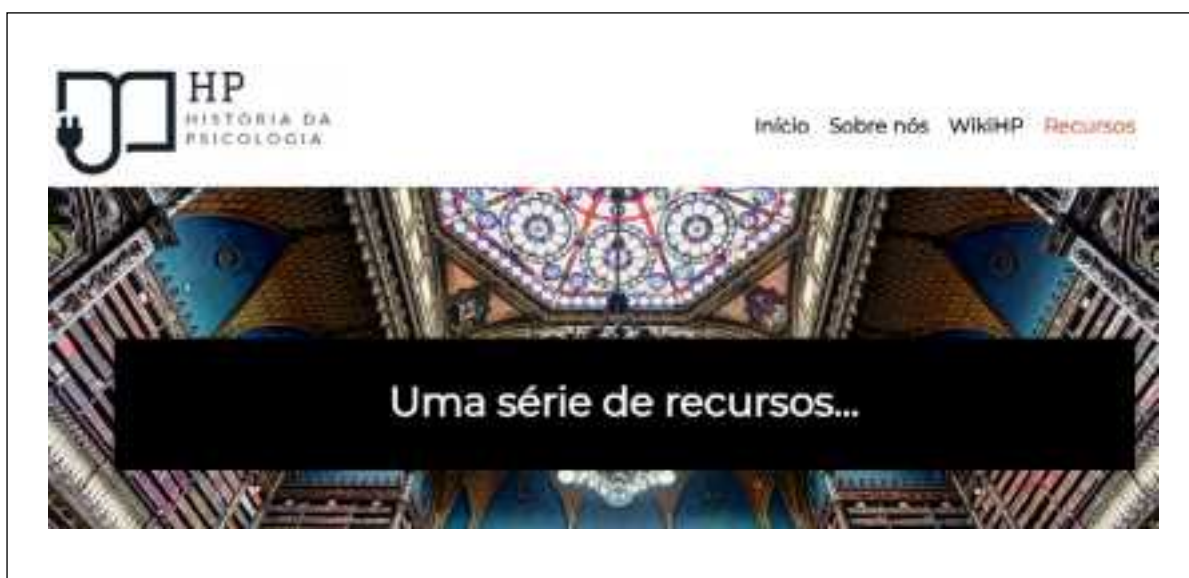 HP
HISTÓRIA DA
PSICOLOGIA
Início Sobre nós WikiHP Recursos
Uma série de recursos...